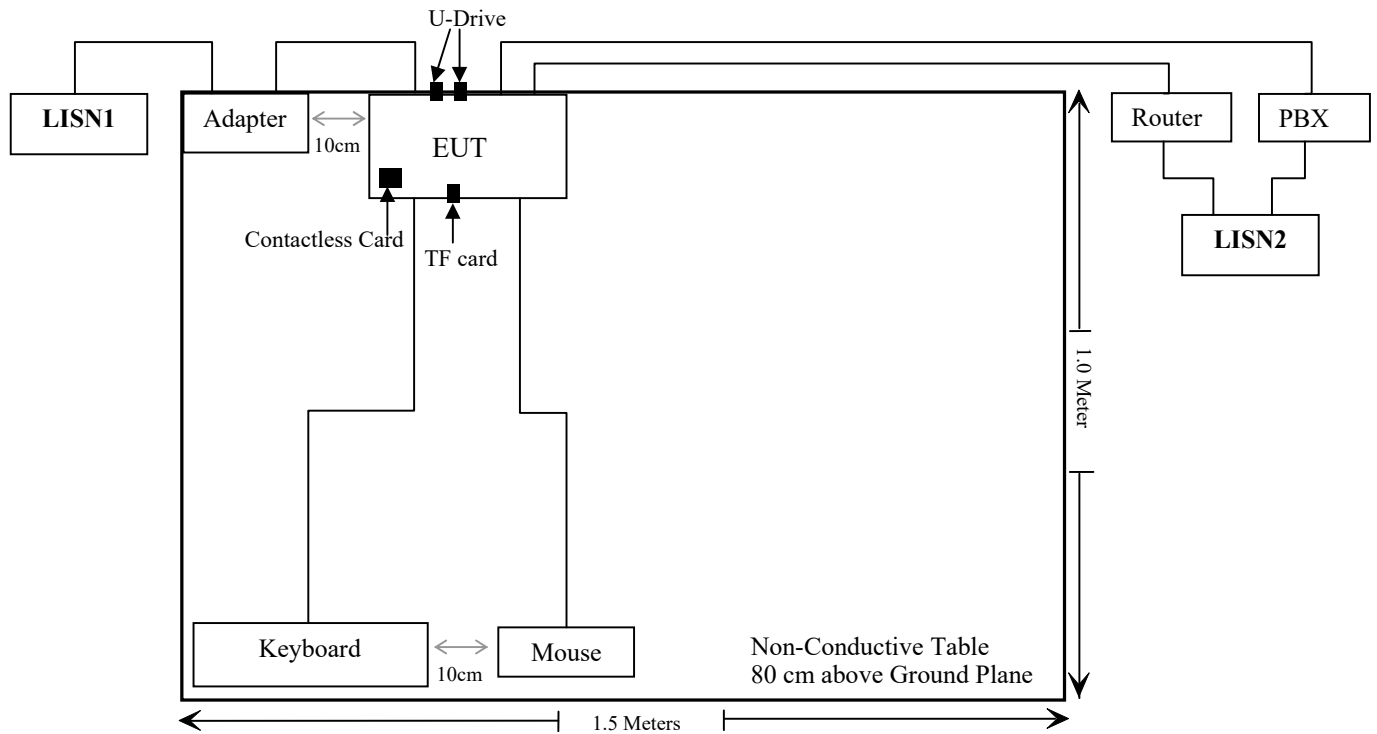 U-Drive
LISN1
Adapter
10cm
EUT
Router
PBX
LISN2
Contactless Card
TF card
1.0 Meter
Keyboard
10cm
Mouse
Non-Conductive Table
80 cm above Ground Plane
1.5 Meters